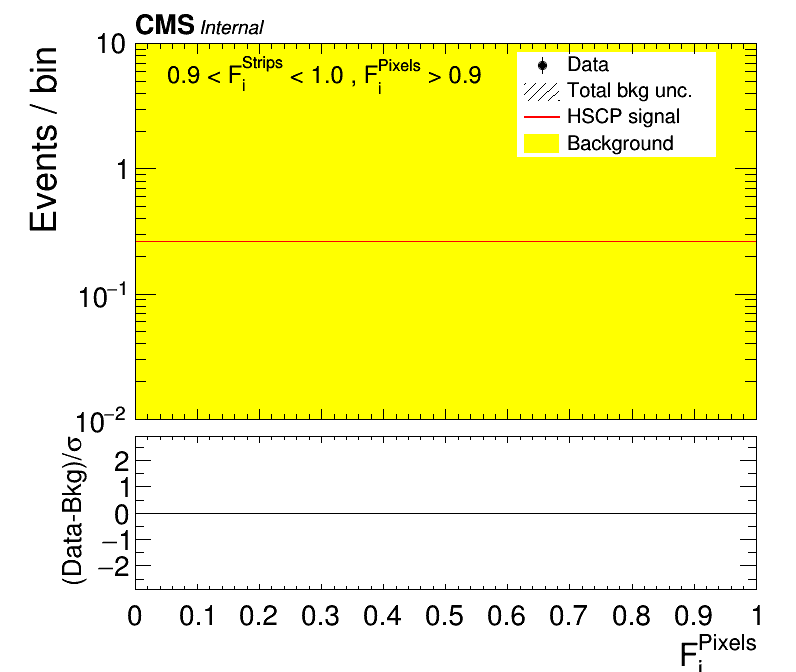 CMS Internal
10
0.9 < F_i^Strips < 1.0 , F_i^Pixels > 0.9
Data
Total bkg unc.
HSCP signal
Background
Events / bin
1
10^−1
10^−2
(Data-Bkg)/σ
2
1
0
−1
−2
0 0.1 0.2 0.3 0.4 0.5 0.6 0.7 0.8 0.9 1
F_i^Pixels